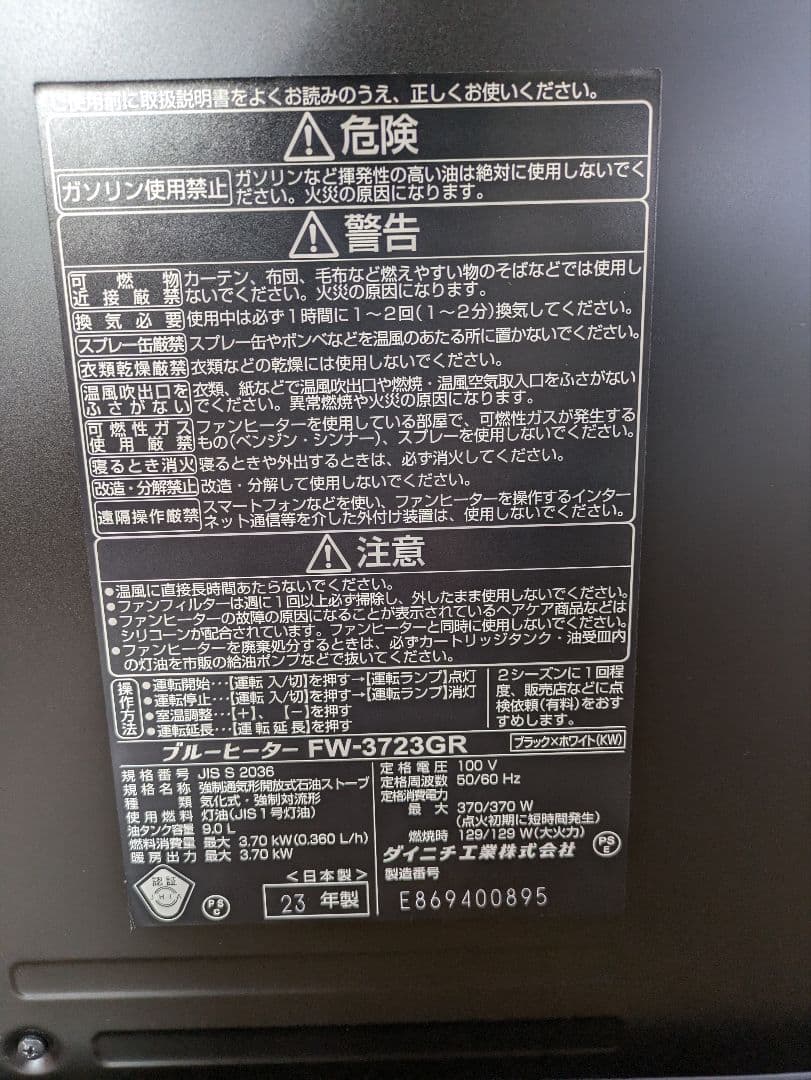 ご使用前に取扱説明書をよくお読みのうえ、正しくお使いください。
危険
ガソリン使用禁止 ガソリンなど揮発性の高い油は絶対に使用しないでく
ださい。火災の原因になります。
警告
可燃物 カーテン、布団、毛布など燃えやすい物のそばなどでは使用し
近接厳禁 ないでください。火災の原因になります。
換気必要 使用中は必ず1時間に1～2回(1～2分)換気してください。
スプレー缶厳禁 スプレー缶やボンベなどを温風のあたる所に置かないでください。
衣類乾燥厳禁 衣類などの乾燥には使用しないでください。
温風吹出口を 衣類、紙などで温風吹出口や燃焼・温風空気取入口をふさがない
ふさがない でください。異常燃焼や火災の原因になります。
可燃性ガス ファンヒーターを使用している部屋で、可燃性ガスが発生する
使用厳禁 もの(ベンジン・シンナー)、スプレーを使用しないでください。
寝るとき消火 寝るときや外出するときは、必ず消火してください。
改造・分解禁止 改造・分解して使用しないでください。
遠隔操作厳禁 スマートフォンなどを使い、ファンヒーターを操作するインター
ネット通信等を介した外付け装置は、使用しないでください。
注意
●温風に直接長時間あたらないでください。
●ファンフィルターは週に1回以上必ず掃除し、外したまま使用しないでください。
●ファンヒーターの故障の原因になることが表示されているヘアケア商品などは
シリコーンが配合されています。ファンヒーターと同時に使用しないでください。
●ファンヒーターを廃棄処分するときは、必ずカートリッジタンク・油受皿内
の灯油を市販の給油ポンプなどで抜いてください。
操作方法
●運転開始…【運転 入/切】を押す→【運転ランプ】点灯
●運転停止…【運転 入/切】を押す→【運転ランプ】消灯
●室温調整…【+】、【-】を押す
●運転延長…【運転延長】を押す
2シーズンに1回程
度、販売店などに点
検依頼(有料)をおす
すめします。
ブルーヒーター FW-3723GR ブラック×ホワイト(KW)
規格番号 JIS S 2036
規格名称 強制通気形開放式石油ストーブ
種類 気化式・強制対流形
使用燃料 灯油(JIS1号灯油)
油タンク容量 9.0 L
燃料消費量 最大 3.70 kW(0.360 L/h)
暖房出力 最大 3.70 kW
認証
JHIA
PS
C
<日本製>
23 年製
定格電圧 100 V
定格周波数 50/60 Hz
定格消費電力
最大 370/370 W
(点火初期に短時間発生)
燃焼時 129/129 W(大火力)
ダイニチ工業株式会社
PS
E
製造番号
E869400895